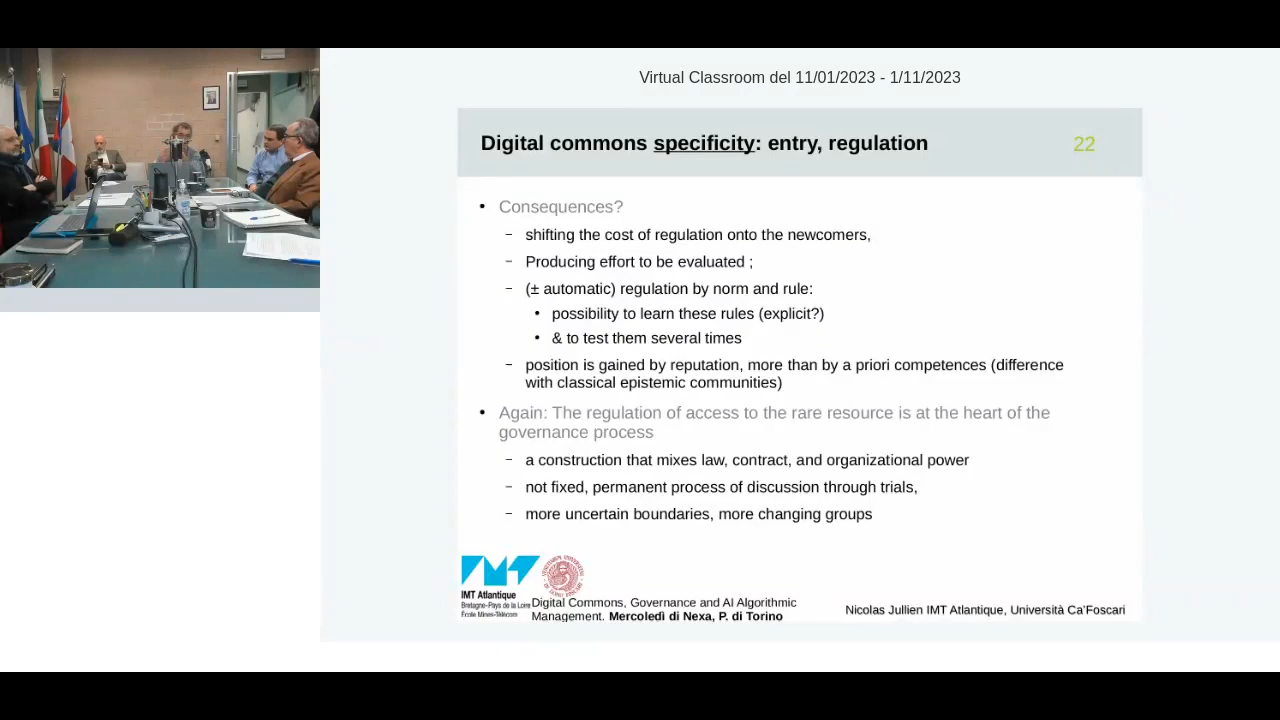 Virtual Classroom del 11/01/2023 - 1/11/2023
Digital commons specificity: entry, regulation
22
• Consequences?
– shifting the cost of regulation onto the newcomers,
– Producing effort to be evaluated ;
– (± automatic) regulation by norm and rule:
• possibility to learn these rules (explicit?)
• & to test them several times
– position is gained by reputation, more than by a priori competences (difference
with classical epistemic communities)
• Again: The regulation of access to the rare resource is at the heart of the
governance process
– a construction that mixes law, contract, and organizational power
– not fixed, permanent process of discussion through trials,
– more uncertain boundaries, more changing groups
IMT Atlantique
Bretagne-Pays de la Loire
École Mines-Télécom
Digital Commons, Governance and AI Algorithmic
Management. Mercoledì di Nexa, P. di Torino
Nicolas Jullien IMT Atlantique, Università Ca'Foscari